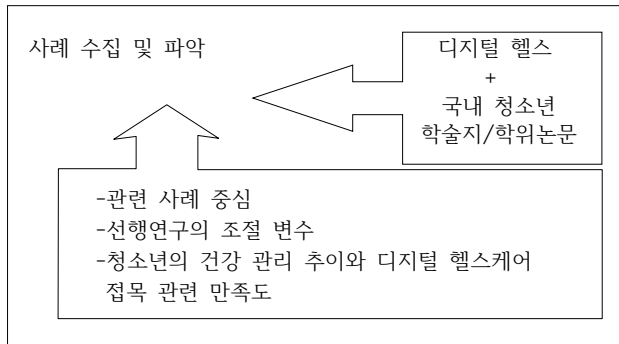 사례 수집 및 파악
디지털 헬스
+
국내 청소년
학술지/학위논문
-관련 사례 중심
-선행연구의 조절 변수
-청소년의 건강 관리 추이와 디지털 헬스케어
접목 관련 만족도